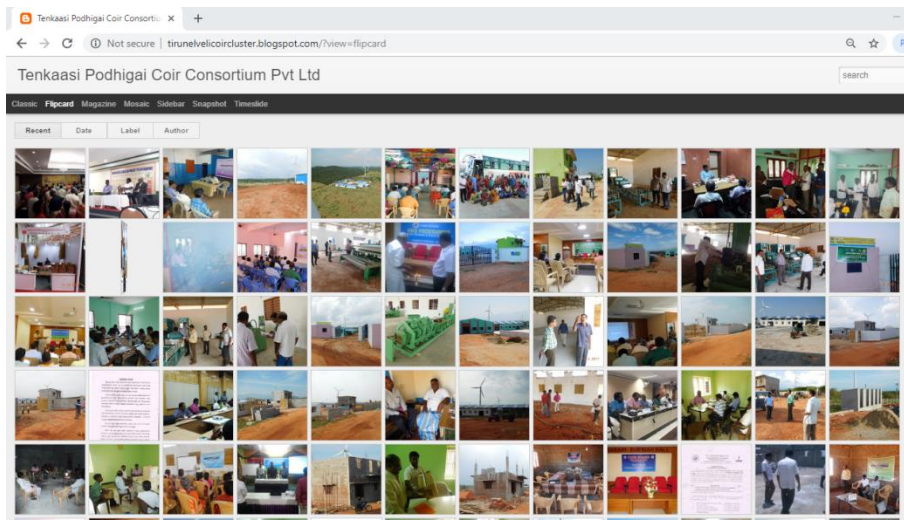 Tenkaasi Podhigai Coir Consortiu
Not secure | tirunelvelicoircluster.blogspot.com/?view=flipcard
Tenkaasi Podhigai Coir Consortium Pvt Ltd
search
Classic Flipcard Magazine Mosaic Sidebar Snapshot Timeslide
Recent Date Label Author